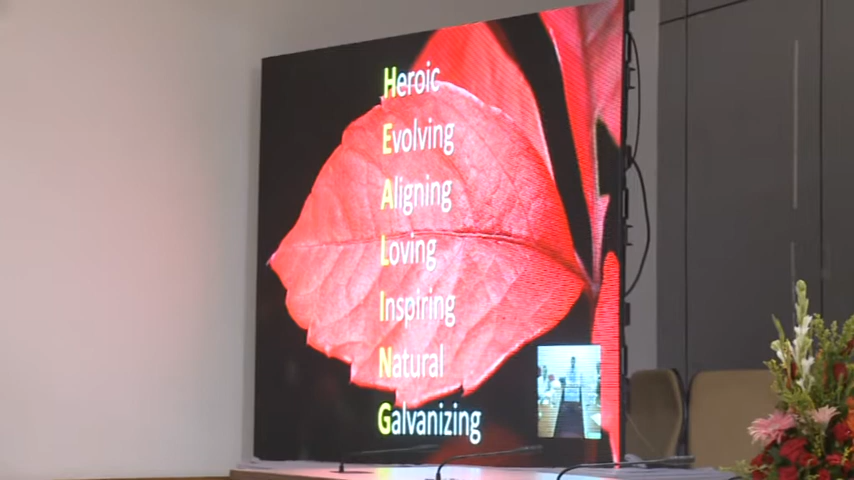 Heroic
Evolving
Aligning
Loving
Inspiring
Natural
Galvanizing